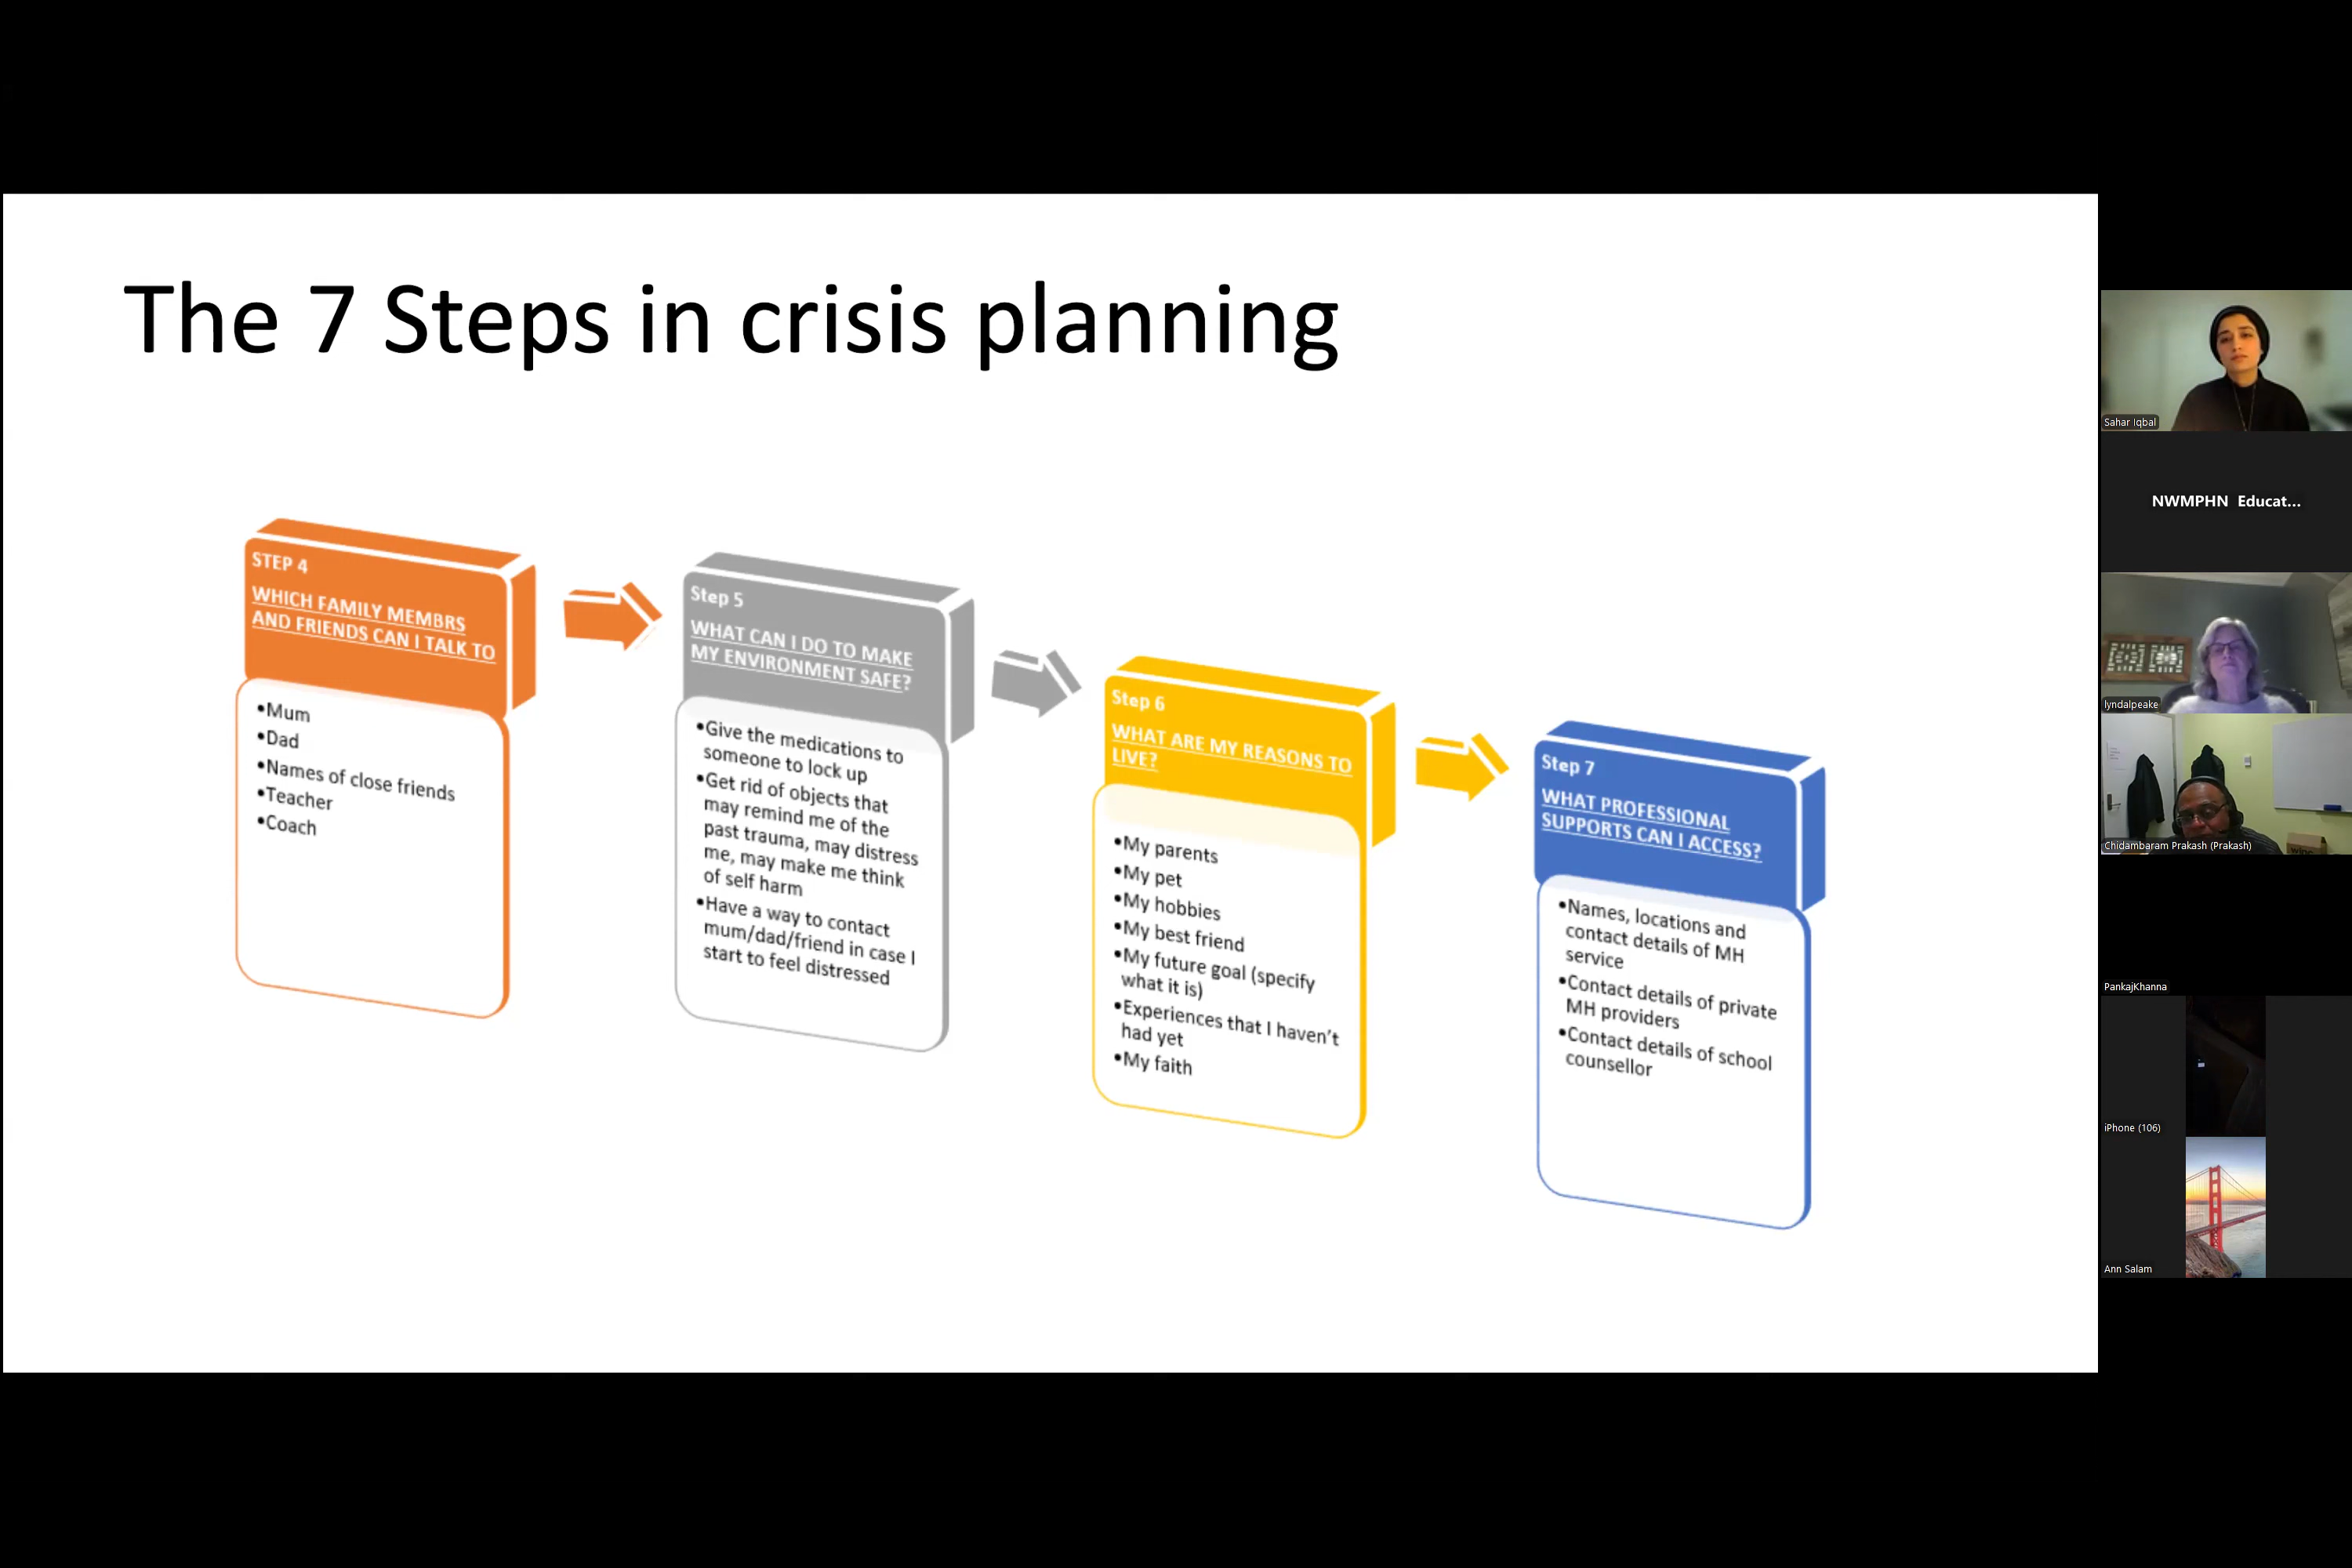 The 7 Steps in crisis planning
STEP 4
WHICH FAMILY MEMBRS
AND FRIENDS CAN I TALK TO
•Mum
•Dad
•Names of close friends
•Teacher
•Coach
Step 5
WHAT CAN I DO TO MAKE
MY ENVIRONMENT SAFE?
•Give the medications to
someone to lock up
•Get rid of objects that
may remind me of the
past trauma, may distress
me, may make me think
of self harm
•Have a way to contact
mum/dad/friend in case I
start to feel distressed
Step 6
WHAT ARE MY REASONS TO
LIVE?
•My parents
•My pet
•My hobbies
•My best friend
•My future goal (specify
what it is)
•Experiences that I haven't
had yet
•My faith
Step 7
WHAT PROFESSIONAL
SUPPORTS CAN I ACCESS?
•Names, locations and
contact details of MH
service
•Contact details of private
MH providers
•Contact details of school
counsellor
Sahar Iqbal
NWMPHN Educat...
lyndalpeake
Chidambaram Prakash (Prakash)
PankajKhanna
iPhone (106)
Ann Salam